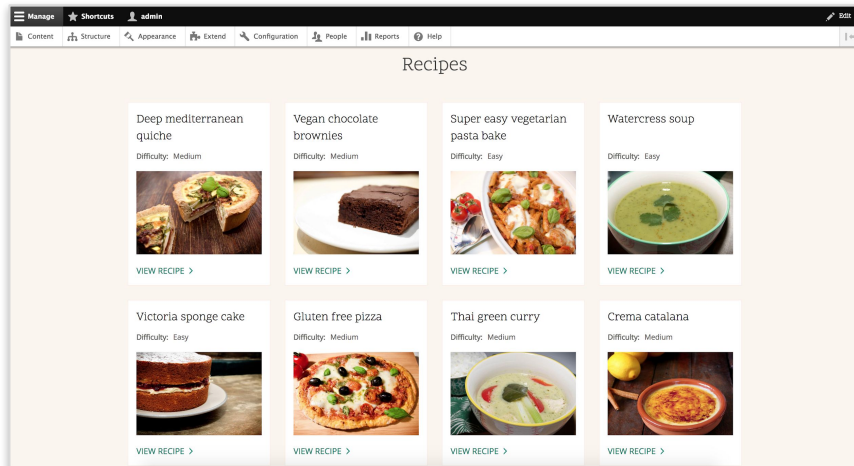 Manage Shortcuts admin Edit
Content Structure Appearance Extend Configuration People Reports Help
Recipes
Deep mediterranean
quiche
Difficulty: Medium
VIEW RECIPE >
Vegan chocolate
brownies
Difficulty: Medium
VIEW RECIPE >
Super easy vegetarian
pasta bake
Difficulty: Easy
VIEW RECIPE >
Watercress soup
Difficulty: Easy
VIEW RECIPE >
Victoria sponge cake
Difficulty: Easy
VIEW RECIPE >
Gluten free pizza
Difficulty: Medium
VIEW RECIPE >
Thai green curry
Difficulty: Medium
VIEW RECIPE >
Crema catalana
Difficulty: Medium
VIEW RECIPE >